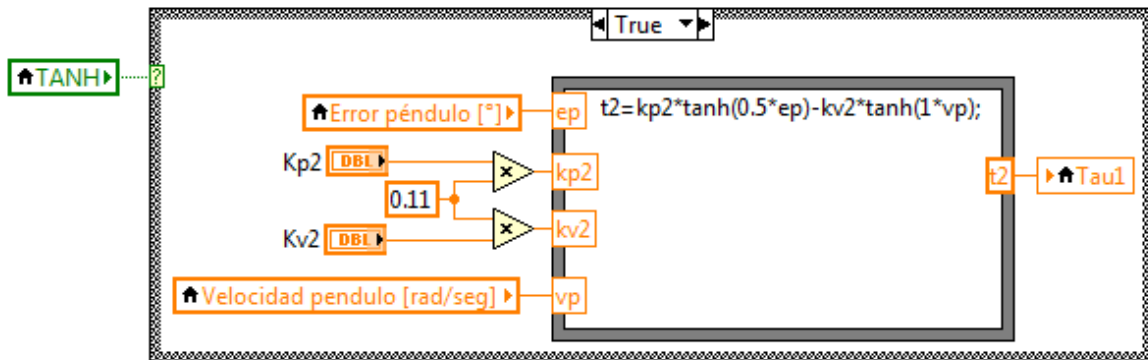 True
TANH
?
Error péndulo [°]
ep
t2=kp2*tanh(0.5*ep)-kv2*tanh(1*vp);
Kp2 DBL
x
kp2
0.11
t2
Tau1
Kv2 DBL
x
kv2
Velocidad pendulo [rad/seg]
vp